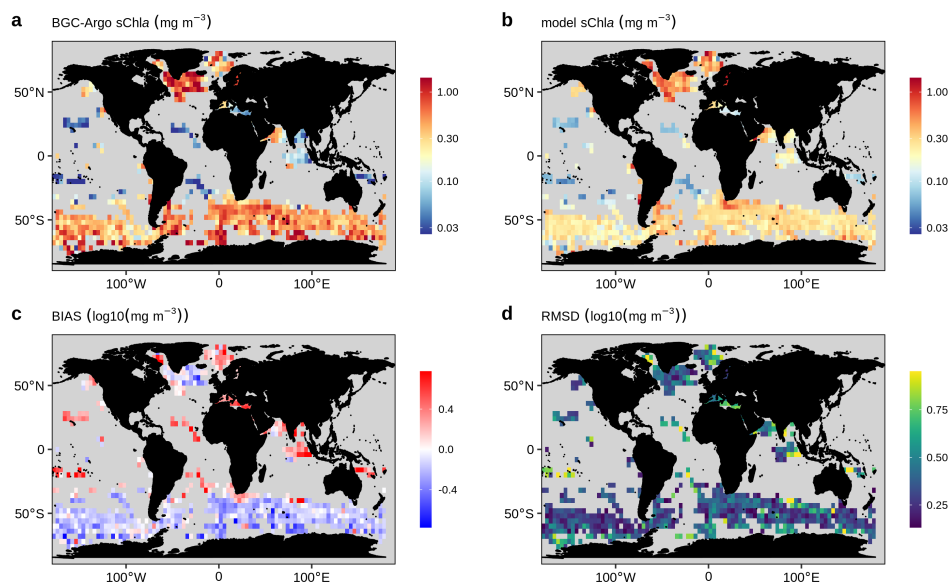 a BGC-Argo sChla (mg m⁻³)
50°N
0
50°S
100°W 0 100°E
1.00
0.30
0.10
0.03
b model sChla (mg m⁻³)
50°N
0
50°S
100°W 0 100°E
1.00
0.30
0.10
0.03
c BIAS (log10(mg m⁻³))
50°N
0
50°S
100°W 0 100°E
0.4
0.0
-0.4
d RMSD (log10(mg m⁻³))
50°N
0
50°S
100°W 0 100°E
0.75
0.50
0.25